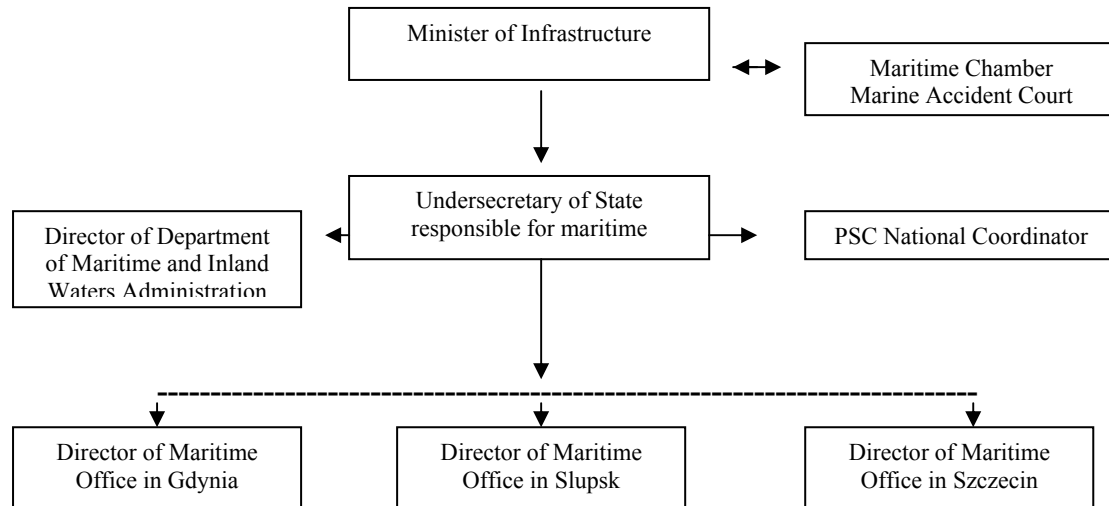 Minister of Infrastructure
Maritime Chamber
Marine Accident Court
Undersecretary of State
responsible for maritime
Director of Department
of Maritime and Inland
Waters Administration
PSC National Coordinator
Director of Maritime
Office in Gdynia
Director of Maritime
Office in Slupsk
Director of Maritime
Office in Szczecin